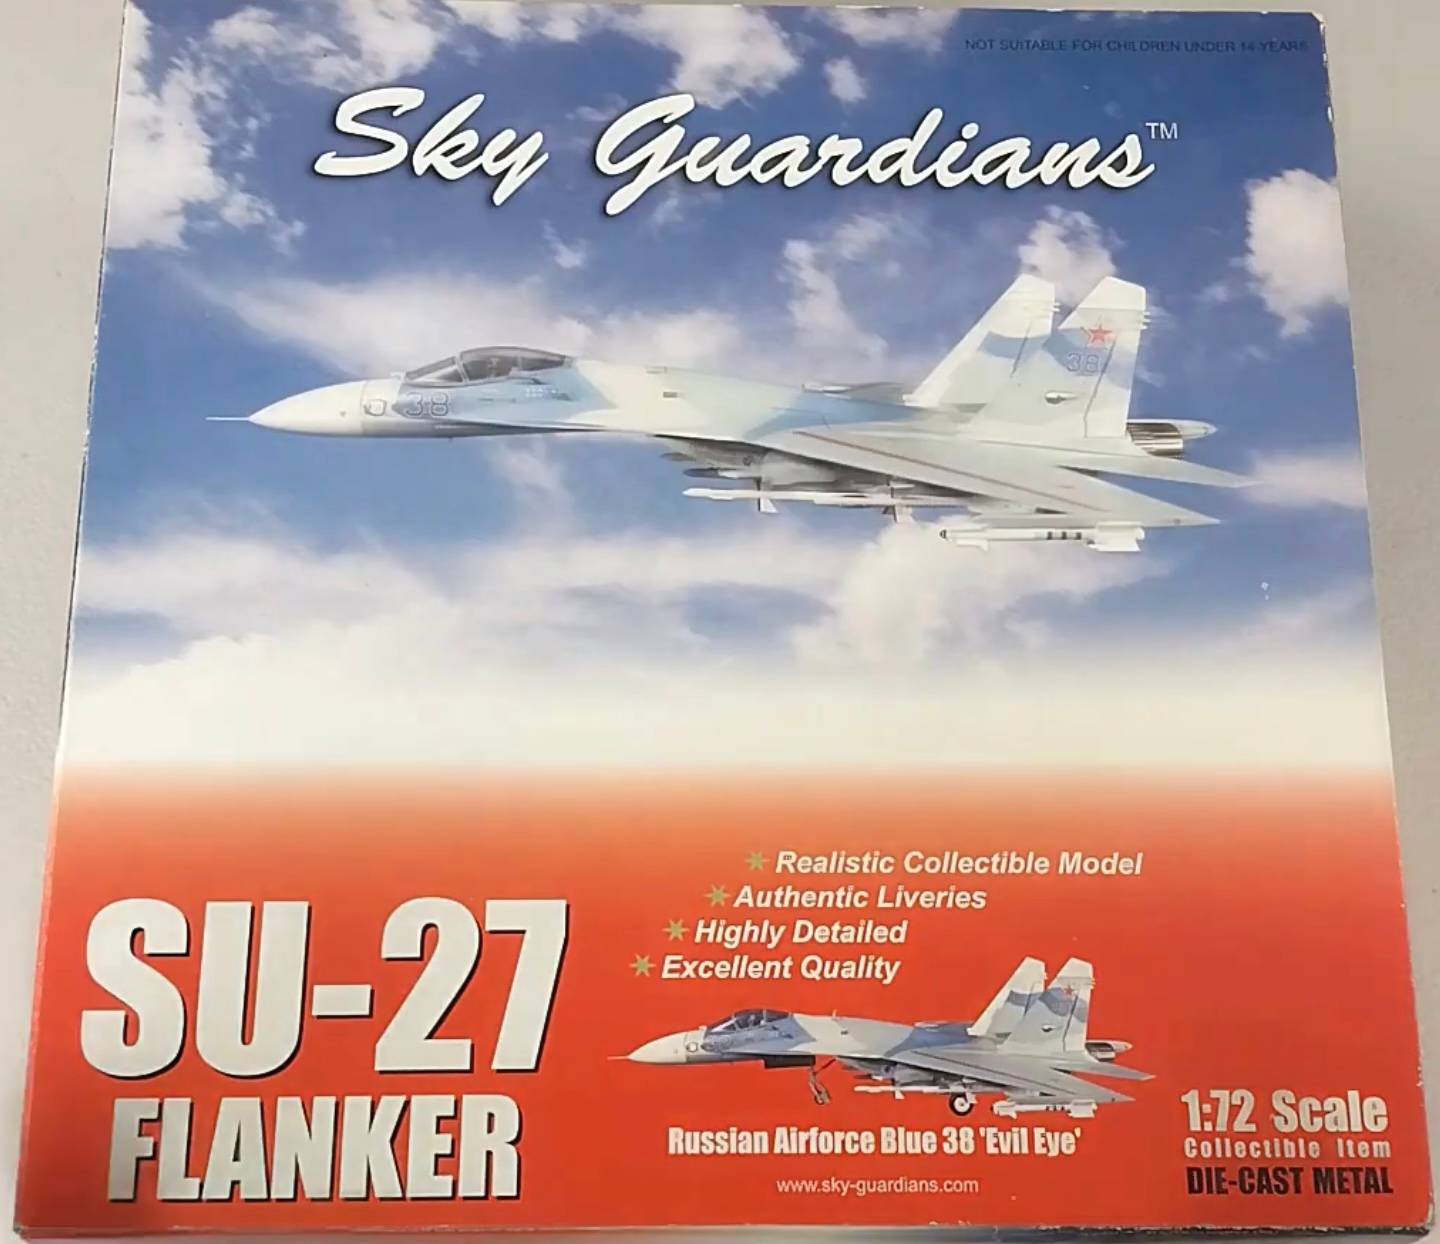 NOT SUITABLE FOR CHILDREN UNDER 14 YEARS
Sky Guardians™
38
38
Realistic Collectible Model
Authentic Liveries
Highly Detailed
Excellent Quality
SU-27
FLANKER
Russian Airforce Blue 38 'Evil Eye'
www.sky-guardians.com
1:72 Scale
Collectible Item
DIE-CAST METAL